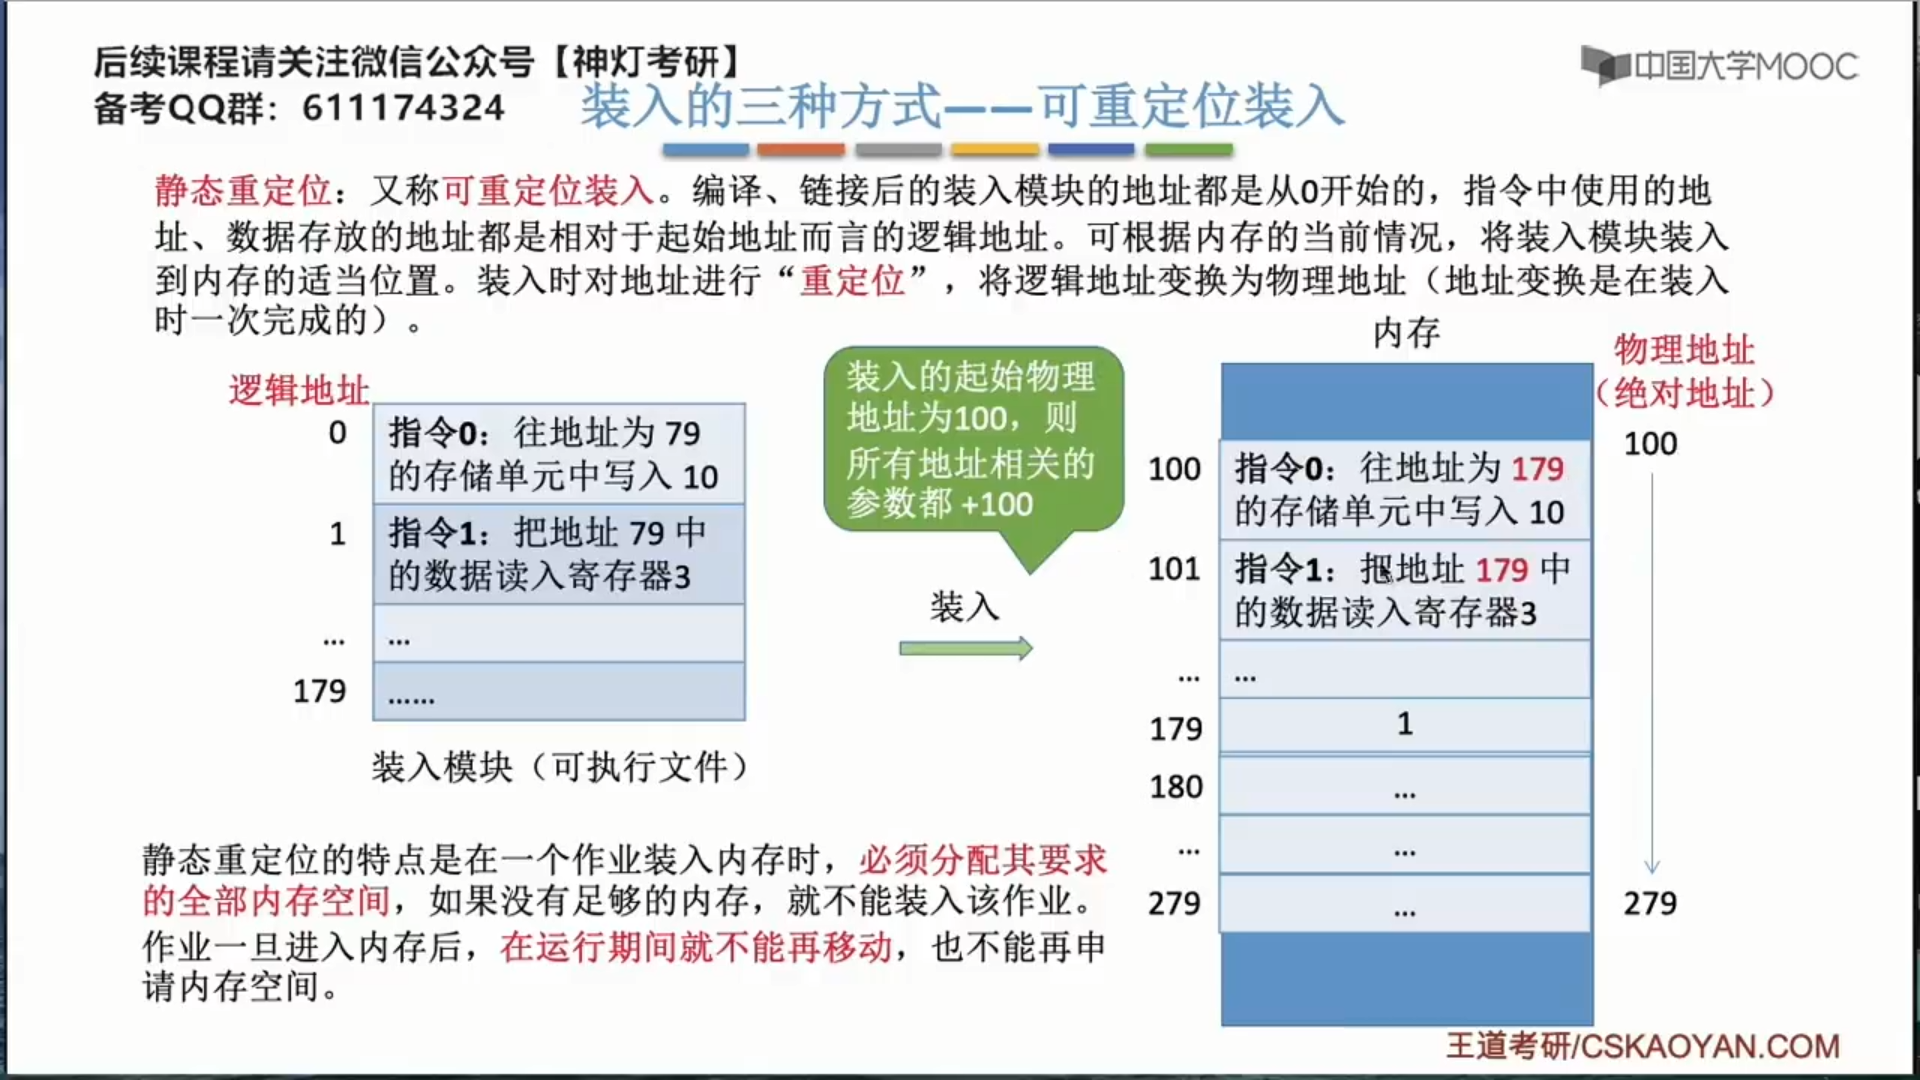 后续课程请关注微信公众号【神灯考研】
备考QQ群：611174324
中国大学MOOC
装入的三种方式——可重定位装入
静态重定位：又称可重定位装入。编译、链接后的装入模块的地址都是从0开始的，指令中使用的地
址、数据存放的地址都是相对于起始地址而言的逻辑地址。可根据内存的当前情况，将装入模块装入
到内存的适当位置。装入时对地址进行“重定位”，将逻辑地址变换为物理地址（地址变换是在装入
时一次完成的）。
逻辑地址
0
指令0：往地址为 79
的存储单元中写入 10
1
指令1：把地址 79 中
的数据读入寄存器3
...
...
179
......
装入模块（可执行文件）
装入的起始物理
地址为100，则
所有地址相关的
参数都 +100
装入
内存
物理地址
（绝对地址）
100
指令0：往地址为 179
的存储单元中写入 10
101
指令1：把地址 179 中
的数据读入寄存器3
...
...
179
1
180
...
...
...
279
...
100
279
静态重定位的特点是在一个作业装入内存时，必须分配其要求
的全部内存空间，如果没有足够的内存，就不能装入该作业。
作业一旦进入内存后，在运行期间就不能再移动，也不能再申
请内存空间。
王道考研/CSKAOYAN.COM